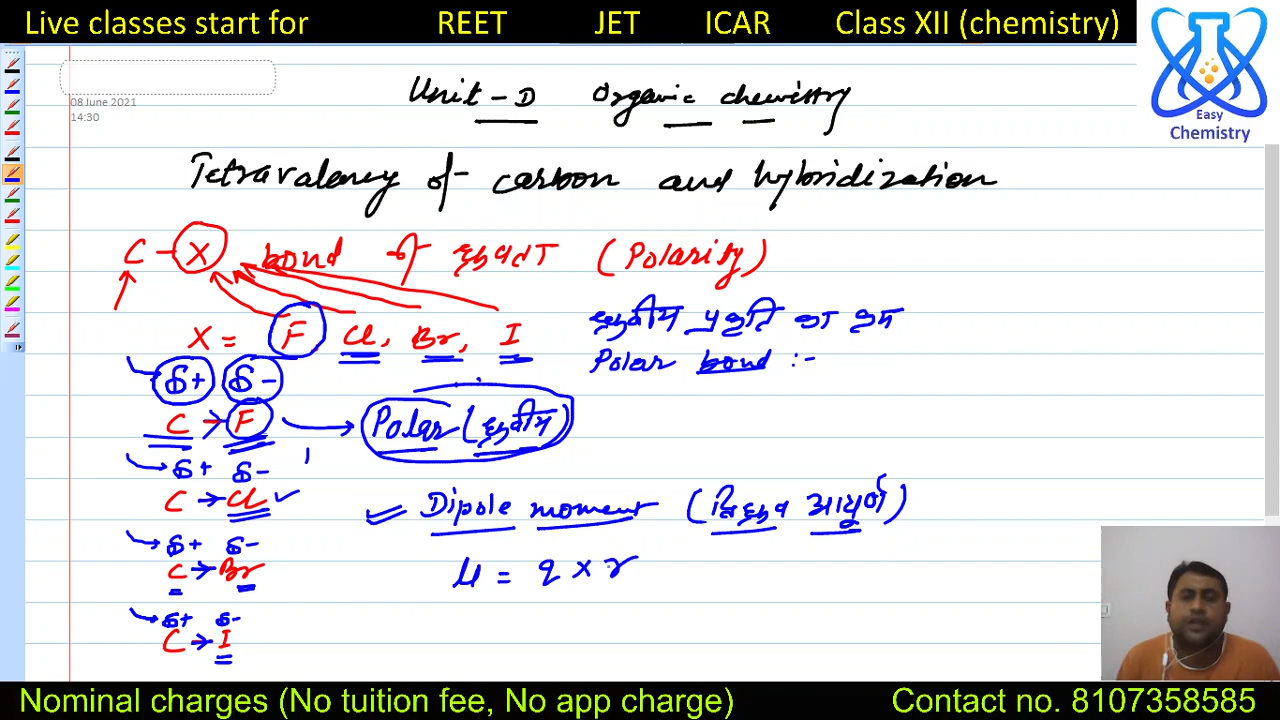 Live classes start for REET JET ICAR Class XII (chemistry)
08 June 2021
14:30
Easy
Chemistry
Unit - D Organic chemistry
Tetravalency of carbon and hybridization
C - X bond की ध्रुवता (Polarity)
X = F Cl, Br, I
ध्रुवीय प्रकृति का क्रम
Polar bond :-
δ+ δ-
C → F Polar (ध्रुवीय)
δ+ δ-
C → Cl ✓
✓ Dipole moment (द्विध्रुव आघूर्ण)
δ+ δ-
C → Br
μ = q × r
δ+ δ-
C → I
Nominal charges (No tuition fee, No app charge) Contact no. 8107358585